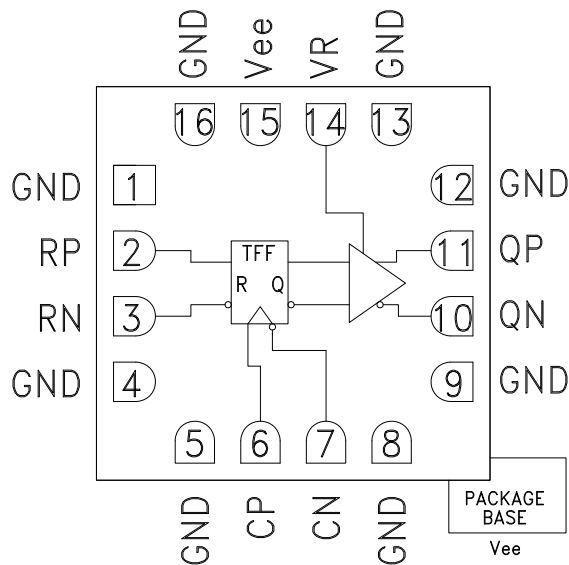 GND
Vee
VR
GND
16
15
14
13
GND 1
12 GND
RP 2
TFF
11 QP
R Q
RN 3
10 QN
GND 4
9 GND
5
6
7
8
GND
CP
CN
GND
PACKAGE
BASE
Vee